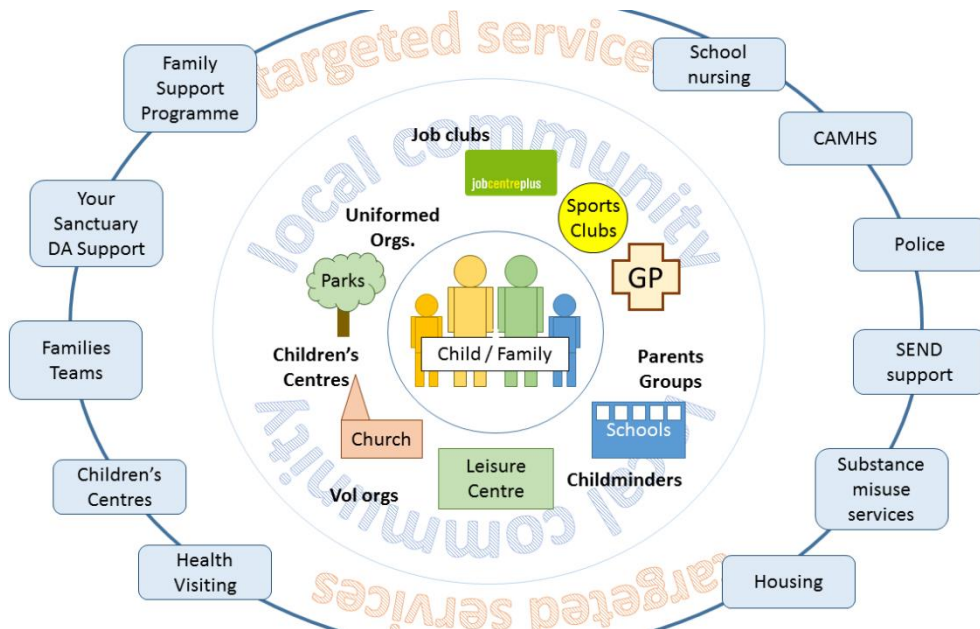 targeted services
Family
Support
Programme
School
nursing
local community
Job clubs
jobcentreplus
CAMHS
Your
Sanctuary
DA Support
Uniformed
Orgs.
Sports
Clubs
Parks
GP
Police
Families
Teams
Children's
Centres
Child / Family
Parents
Groups
SEND
support
Church
Schools
Children's
Centres
Vol orgs
Leisure
Centre
Childminders
Substance
misuse
services
local community
Health
Visiting
Housing
targeted services